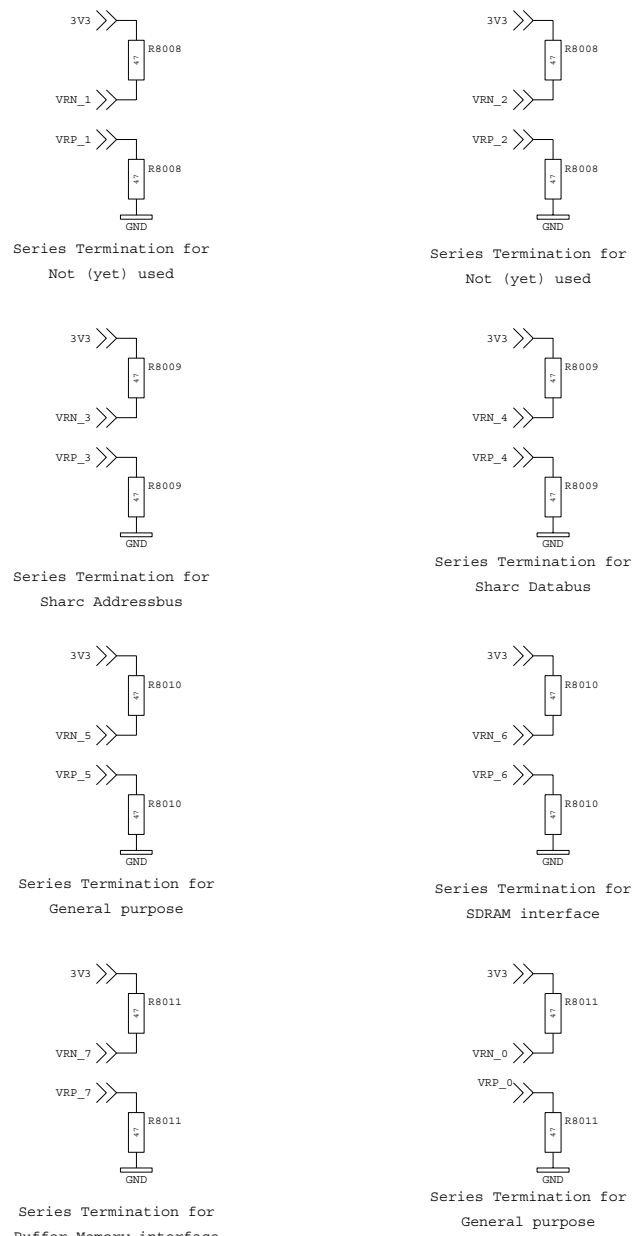 3V3
R8008
47
VRN_1
VRP_1
47
R8008
GND
Series Termination for
Not (yet) used
3V3
R8008
47
VRN_2
VRP_2
47
R8008
GND
Series Termination for
Not (yet) used
3V3
R8009
47
VRN_3
VRP_3
47
R8009
GND
Series Termination for
Sharc Addressbus
3V3
R8009
47
VRN_4
VRP_4
47
R8009
GND
Series Termination for
Sharc Databus
3V3
R8010
47
VRN_5
VRP_5
47
R8010
GND
Series Termination for
General purpose
3V3
R8010
47
VRN_6
VRP_6
47
R8010
GND
Series Termination for
SDRAM interface
3V3
R8011
47
VRN_7
VRP_7
47
R8011
GND
Series Termination for
Buffer Memory interface
3V3
R8011
47
VRN_0
VRP_0
47
R8011
GND
Series Termination for
General purpose